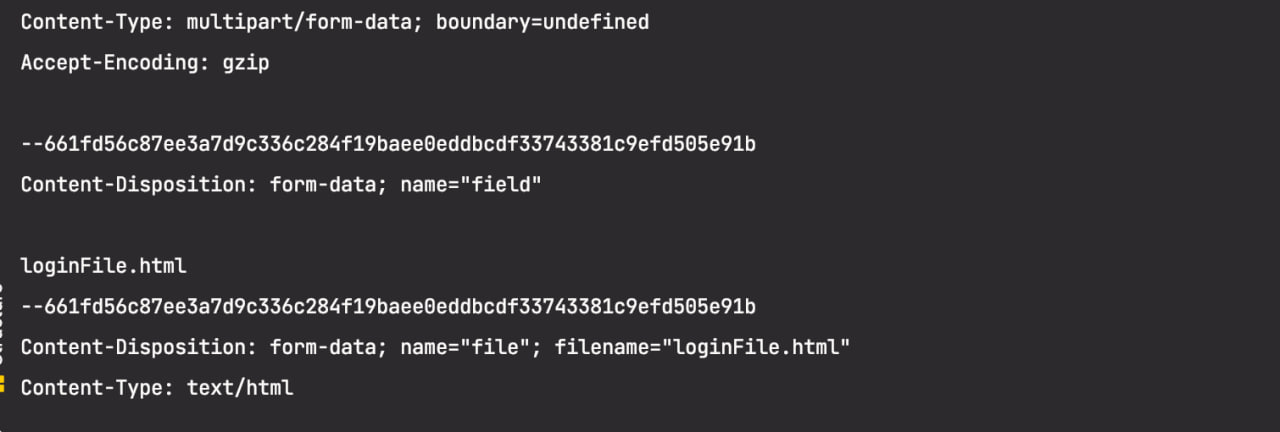 Content-Type: multipart/form-data; boundary=undefined
Accept-Encoding: gzip
--661fd56c87ee3a7d9c336c284f19baee0eddbcdf33743381c9efd505e91b
Content-Disposition: form-data; name="field"
loginFile.html
--661fd56c87ee3a7d9c336c284f19baee0eddbcdf33743381c9efd505e91b
Content-Disposition: form-data; name="file"; filename="loginFile.html"
Content-Type: text/html